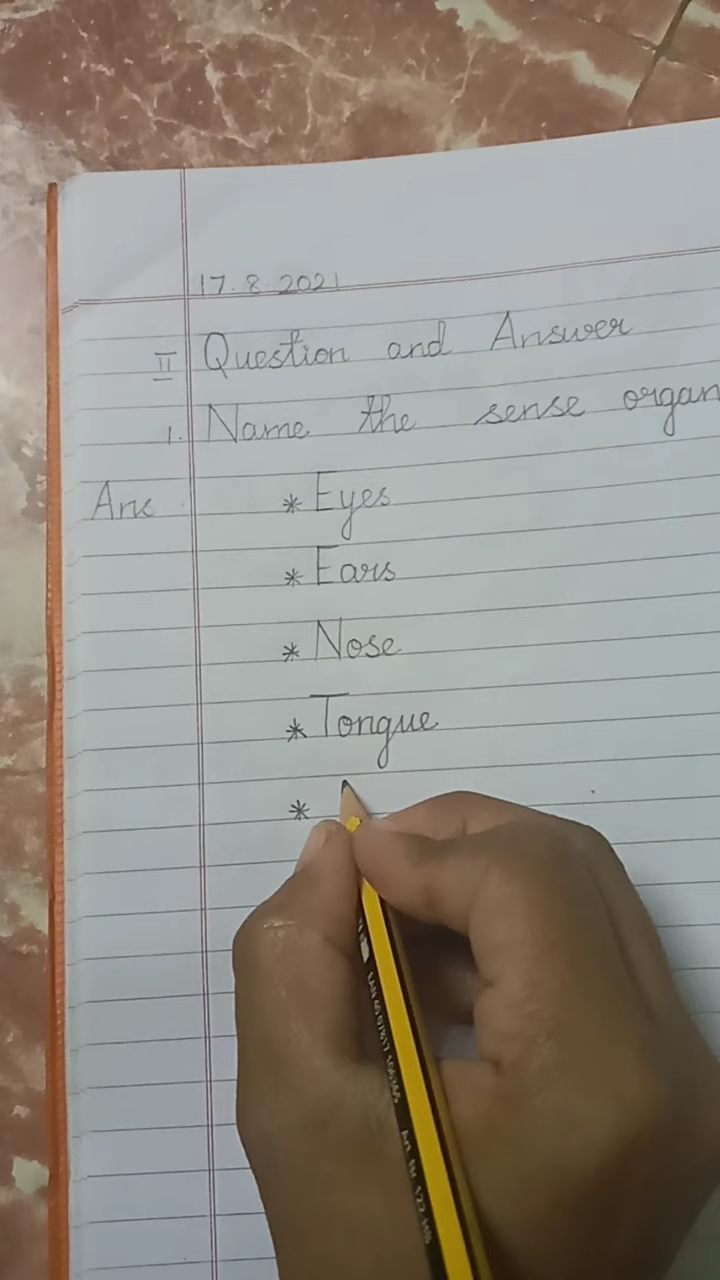 17.8.2021
II Question and Answer
1. Name the sense organ
Ans * Eyes
* Ears
* Nose
* Tongue
*